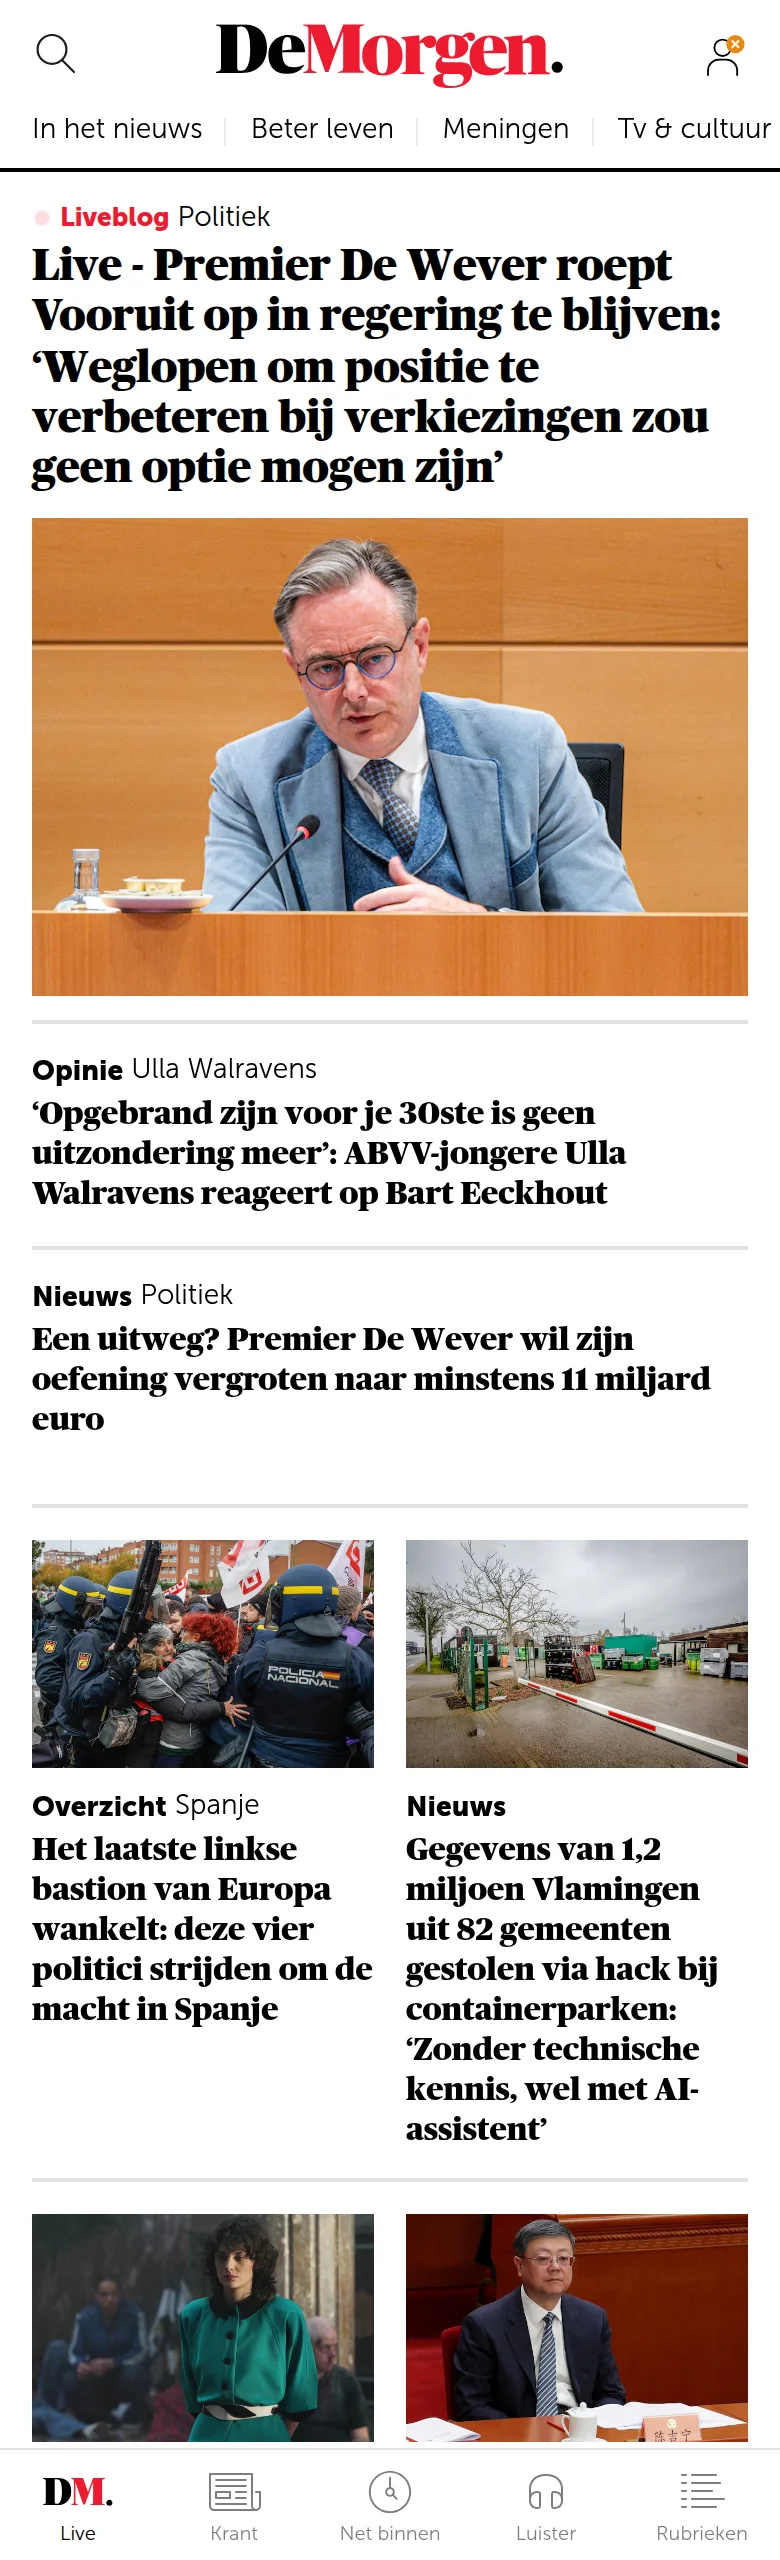 DeMorgen.
In het nieuws
Beter leven
Meningen
Tv & cultuur
Liveblog Politiek
Live - Premier De Wever roept
Vooruit op in regering te blijven:
‘Weglopen om positie te
verbeteren bij verkiezingen zou
geen optie mogen zijn’
Opinie Ulla Walravens
‘Opgebrand zijn voor je 30ste is geen
uitzondering meer’: ABVV-jongere Ulla
Walravens reageert op Bart Eeckhout
Nieuws Politiek
Een uitweg? Premier De Wever wil zijn
oefening vergroten naar minstens 11 miljard
euro
POLICIA
NACIONAL
Overzicht Spanje
Het laatste linkse
bastion van Europa
wankelt: deze vier
politici strijden om de
macht in Spanje
Nieuws
Gegevens van 1,2
miljoen Vlamingen
uit 82 gemeenten
gestolen via hack bij
containerparken:
‘Zonder technische
kennis, wel met AI-
assistent’
陈吉宁
DM.
Live
Krant
Net binnen
Luister
Rubrieken